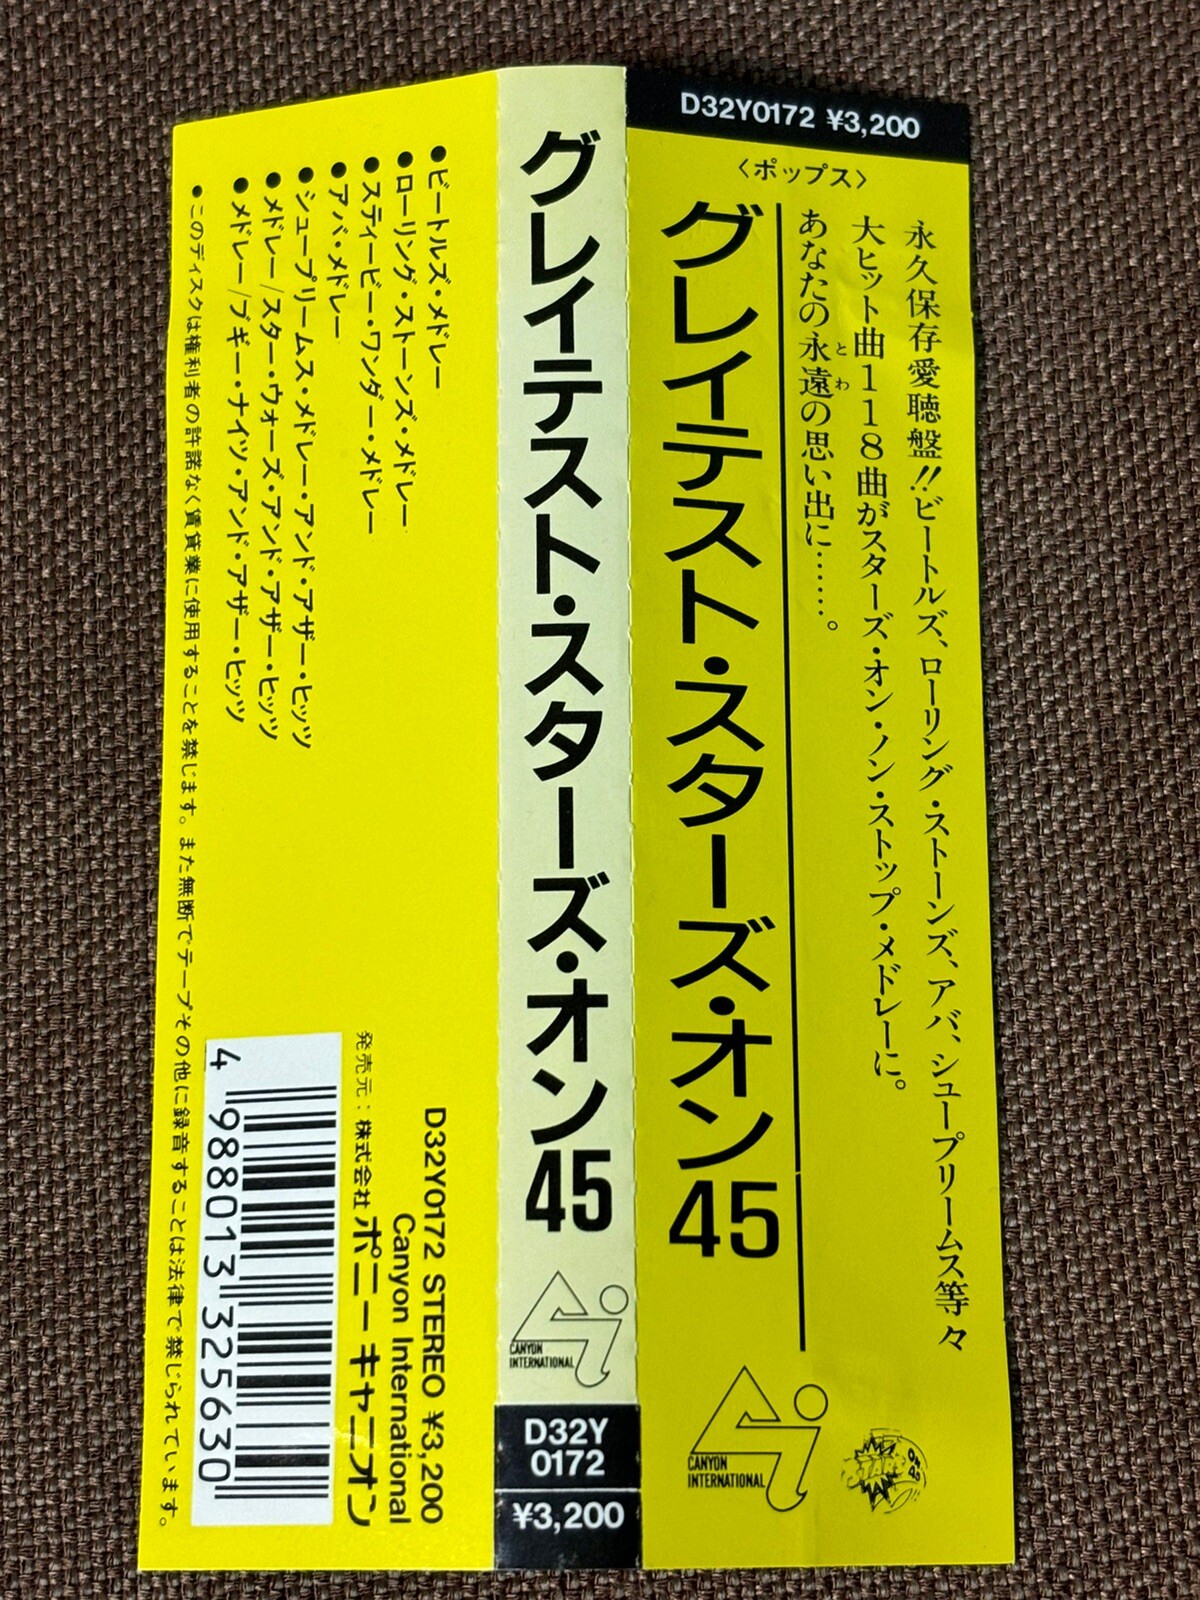 D32Y0172 ¥3,200
〈ポップス〉
永久保存愛聴盤!!ビートルズ、ローリング・ストーンズ、アバ、シュープリームス等々
大ヒット曲118曲がスターズ・オン・ノン・ストップ・メドレーに。
あなたの永遠の思い出に……。
とわ
グレイテスト・スターズ・オン45
CANYON
INTERNATIONAL
STARS
ON 45
グレイテスト・スターズ・オン45
CANYON
INTERNATIONAL
D32Y
0172
¥3,200
●ビートルズ・メドレー
●ローリング・ストーンズ・メドレー
●スティービー・ワンダー・メドレー
●アバ・メドレー
●シュープリームス・メドレー・アンド・アザー・ヒッツ
●メドレー/スター・ウォーズ・アンド・アザー・ヒッツ
●メドレー/ブギー・ナイツ・アンド・アザー・ヒッツ
●このディスクは権利者の許諾なく賃貸業に使用することを禁じます。また無断でテープその他に録音することは法律で禁じられています。
D32Y0172 STEREO ¥3,200
Canyon International
発売元:株式会社ポニーキャニオン
4 988013 325630